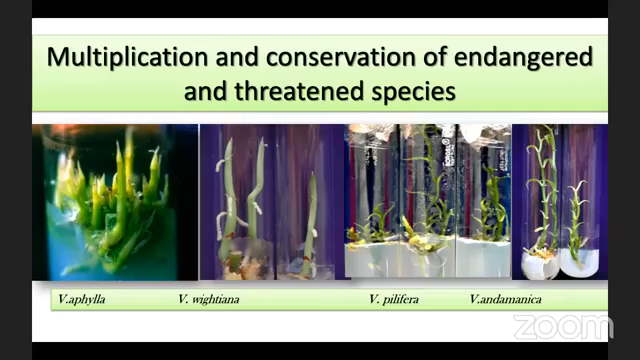 Multiplication and conservation of endangered
and threatened species
V.aphylla V. wightiana V. pilifera V.andamanica
zoom